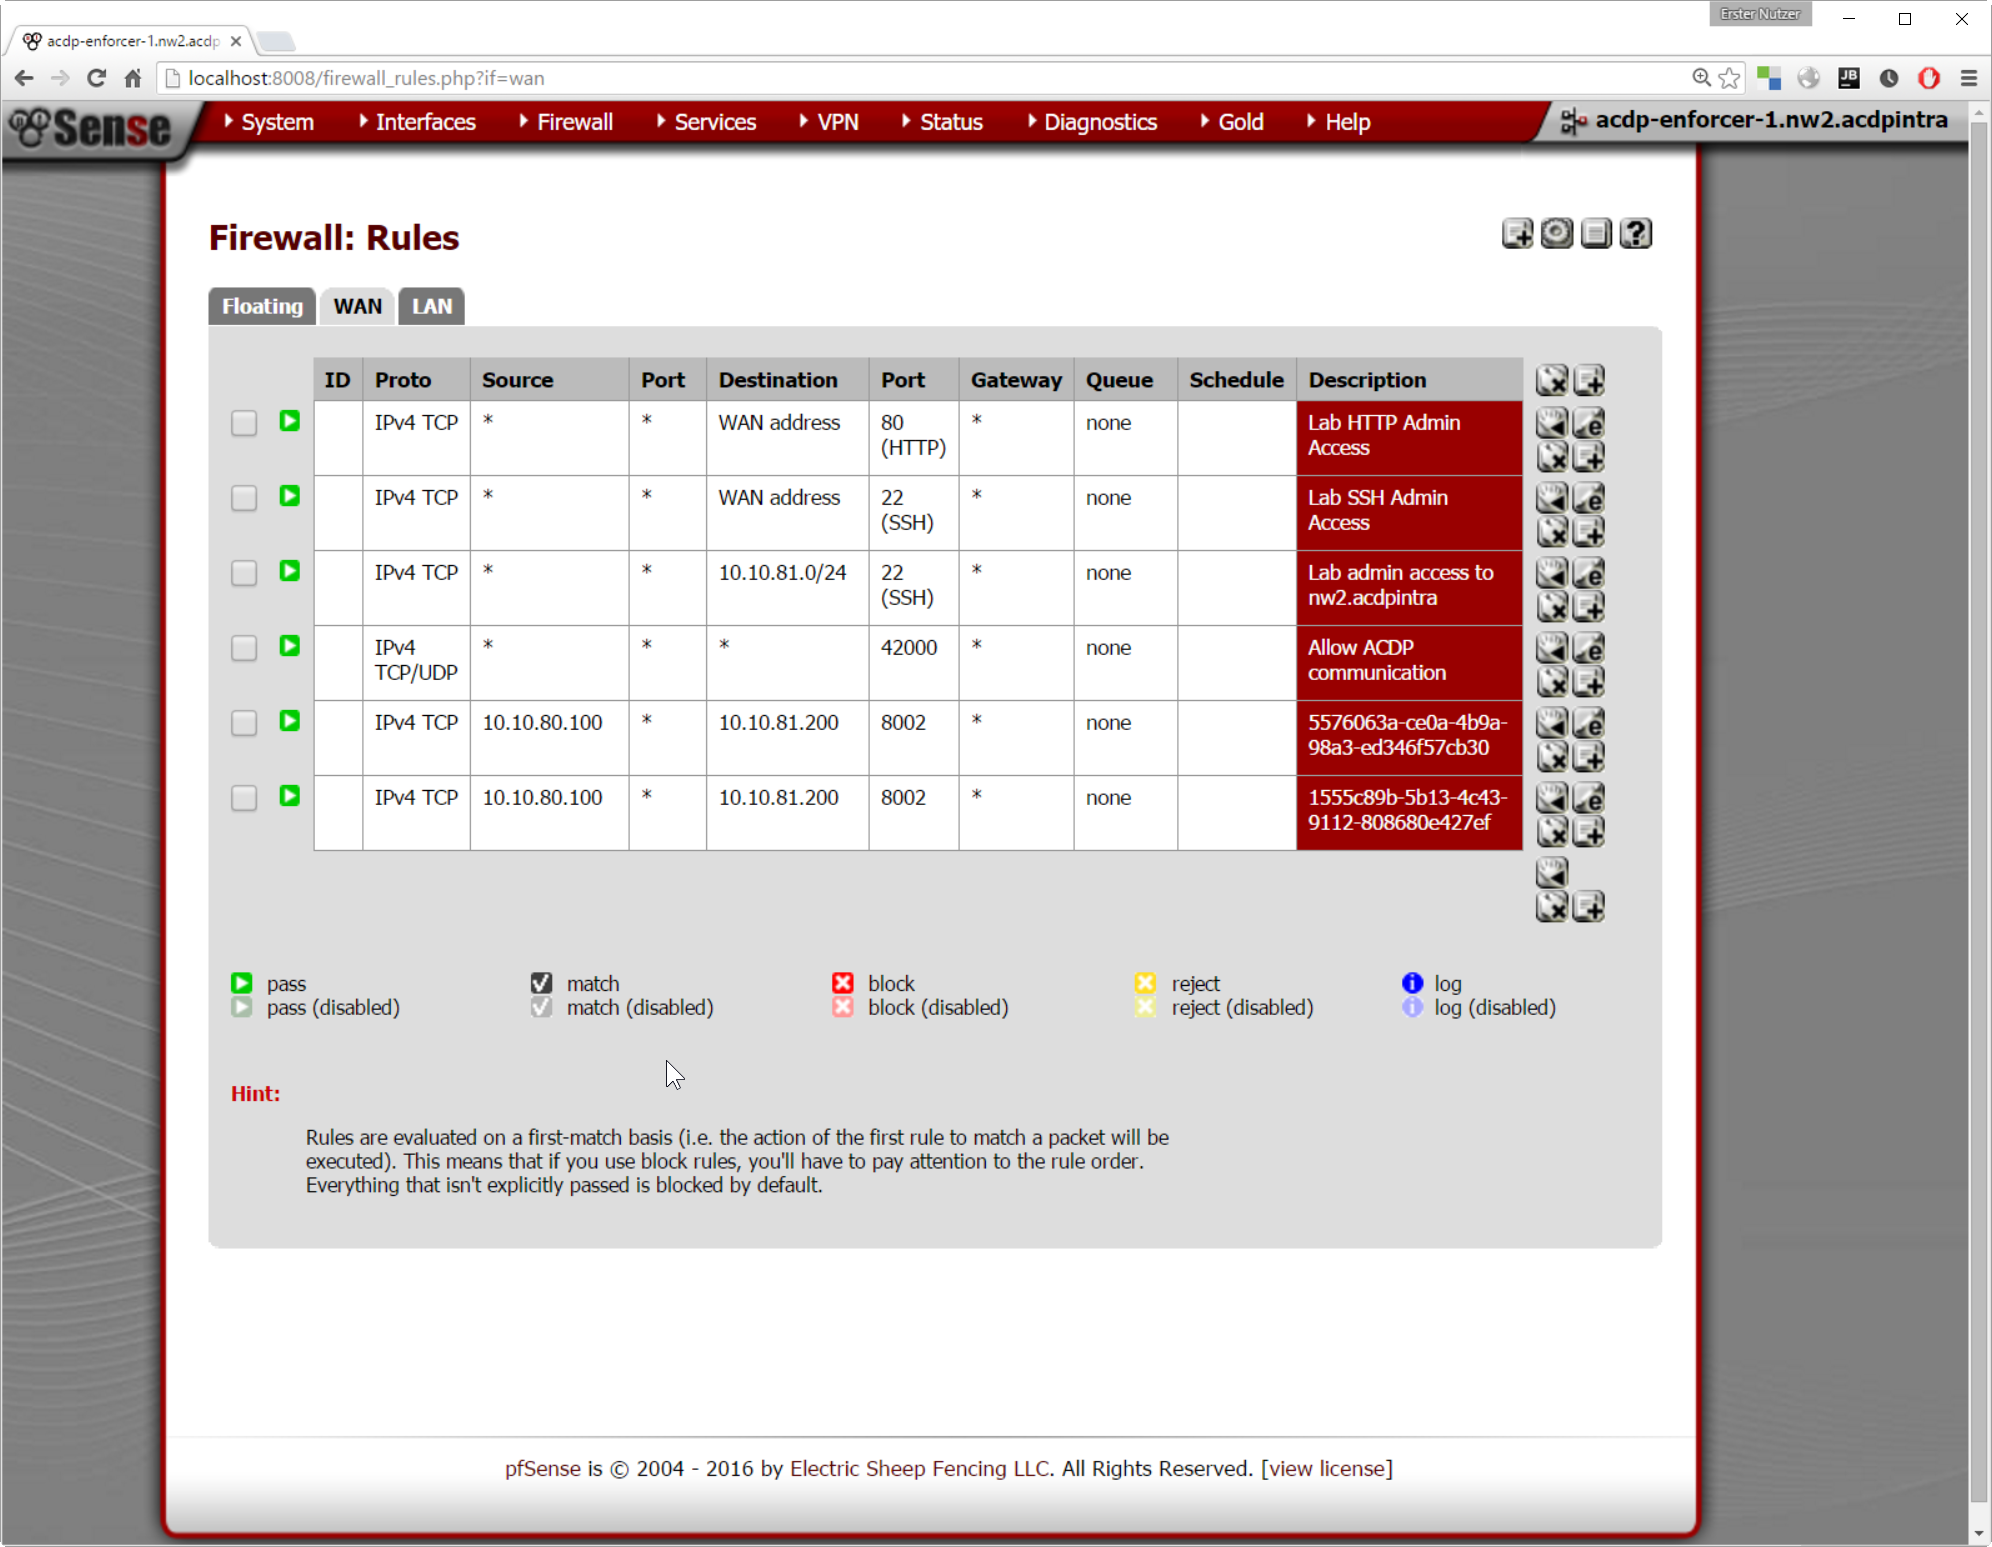 Erster Nutzer
acdp-enforcer-1.nw2.acdp
localhost:8008/firewall_rules.php?if=wan
JB
Sense
System Interfaces Firewall Services VPN Status Diagnostics Gold Help
acdp-enforcer-1.nw2.acdpintra
Firewall: Rules
Floating WAN LAN
ID Proto Source Port Destination Port Gateway Queue Schedule Description
IPv4 TCP * * WAN address 80 * none Lab HTTP Admin
(HTTP) Access
IPv4 TCP * * WAN address 22 * none Lab SSH Admin
(SSH) Access
IPv4 TCP * * 10.10.81.0/24 22 * none Lab admin access to
(SSH) nw2.acdpintra
IPv4 * * * 42000 * none Allow ACDP
TCP/UDP communication
IPv4 TCP 10.10.80.100 * 10.10.81.200 8002 * none 5576063a-ce0a-4b9a-
98a3-ed346f57cb30
IPv4 TCP 10.10.80.100 * 10.10.81.200 8002 * none 1555c89b-5b13-4c43-
9112-808680e427ef
pass match block reject log
pass (disabled) match (disabled) block (disabled) reject (disabled) log (disabled)
Hint:
Rules are evaluated on a first-match basis (i.e. the action of the first rule to match a packet will be
executed). This means that if you use block rules, you'll have to pay attention to the rule order.
Everything that isn't explicitly passed is blocked by default.
pfSense is © 2004 - 2016 by Electric Sheep Fencing LLC. All Rights Reserved. [view license]